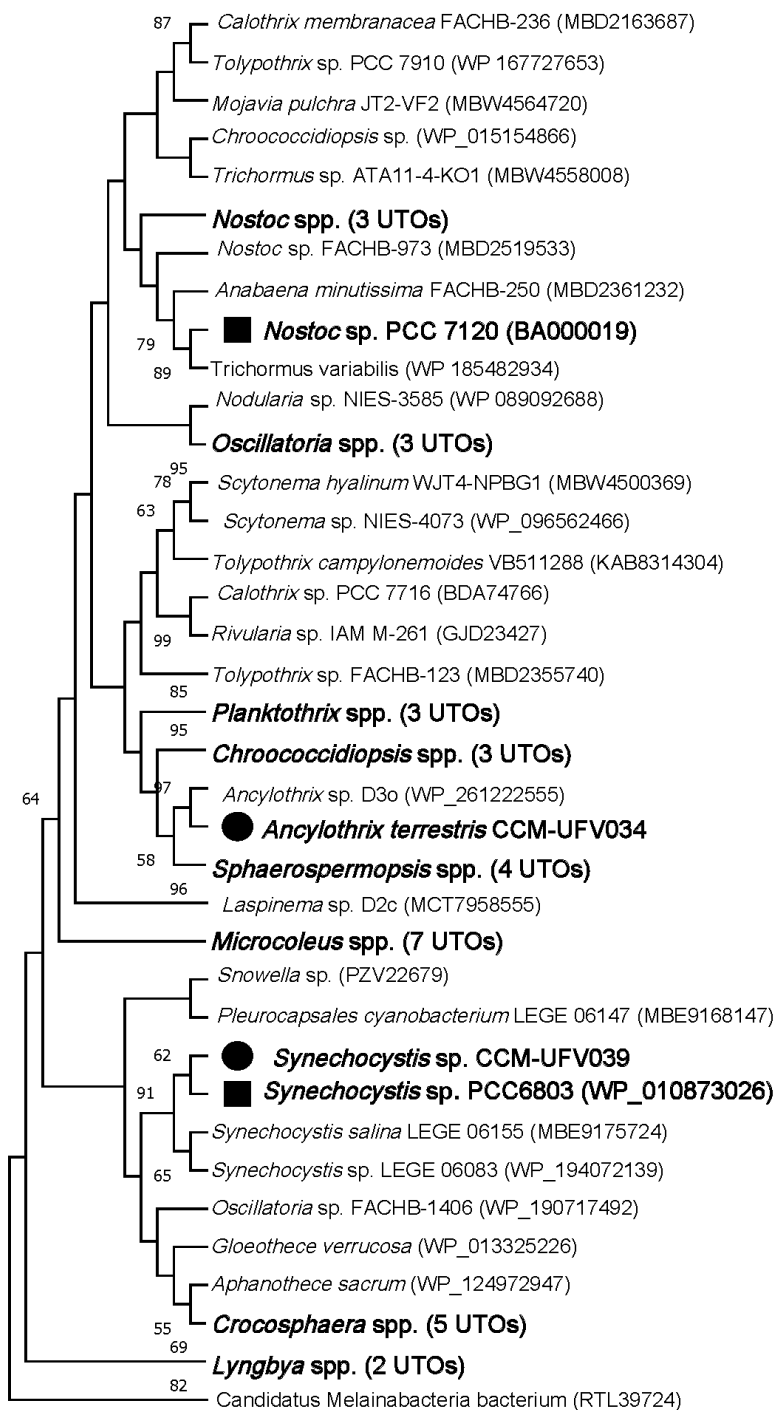 87
Calothrix membranacea FACHB-236 (MBD2163687)
Tolypothrix sp. PCC 7910 (WP 167727653)
Mojavia pulchra JT2-VF2 (MBW4564720)
Chroococcidiopsis sp. (WP_015154866)
Trichormus sp. ATA11-4-KO1 (MBW4558008)
Nostoc spp. (3 UTOs)
Nostoc sp. FACHB-973 (MBD2519533)
Anabaena minutissima FACHB-250 (MBD2361232)
Nostoc sp. PCC 7120 (BA000019)
79
Trichormus variabilis (WP 185482934)
89
Nodularia sp. NIES-3585 (WP 089092688)
Oscillatoria spp. (3 UTOs)
95
78
Scytonema hyalinum WJT4-NPBG1 (MBW4500369)
63
Scytonema sp. NIES-4073 (WP_096562466)
Tolypothrix campylonemoides VB511288 (KAB8314304)
Calothrix sp. PCC 7716 (BDA74766)
99
Rivularia sp. IAM M-261 (GJD23427)
Tolypothrix sp. FACHB-123 (MBD2355740)
85
Planktothrix spp. (3 UTOs)
95
Chroococcidiopsis spp. (3 UTOs)
97
Ancylothrix sp. D3o (WP_261222555)
64
Ancylothrix terrestris CCM-UFV034
58
Sphaerospermopsis spp. (4 UTOs)
96
Laspinema sp. D2c (MCT7958555)
Microcoleus spp. (7 UTOs)
Snowella sp. (PZV22679)
Pleurocapsales cyanobacterium LEGE 06147 (MBE9168147)
62
Synechocystis sp. CCM-UFV039
91
Synechocystis sp. PCC6803 (WP_010873026)
Synechocystis salina LEGE 06155 (MBE9175724)
65
Synechocystis sp. LEGE 06083 (WP_194072139)
Oscillatoria sp. FACHB-1406 (WP_190717492)
Gloeothece verrucosa (WP_013325226)
Aphanothece sacrum (WP_124972947)
55
Crocosphaera spp. (5 UTOs)
69
Lyngbya spp. (2 UTOs)
82
Candidatus Melainabacteria bacterium (RTL39724)